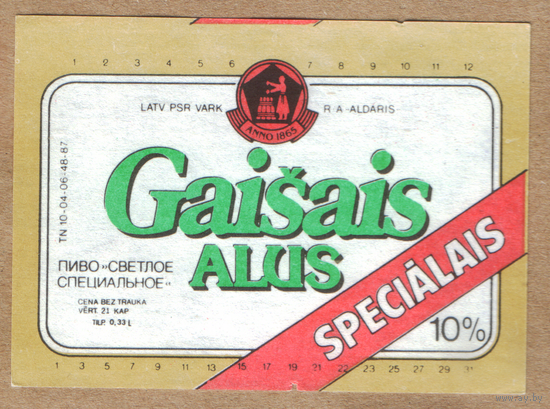 1 2 3 4 5 6 7 8 9 10 11 12
LATV PSR VARK R·A·ALDARIS
ANNO 1865
Gaišais
ALUS
SPECIĀLAIS
TN 10-04-06-48-87
ПИВО »СВЕТЛОЕ
СПЕЦИАЛЬНОЕ«
CENA BEZ TRAUKA
VĒRT. 21 KAP
TILP. 0,33 L
10%
1 3 5 7 9 11 13 15 17 19 21 23 25 27 29 31